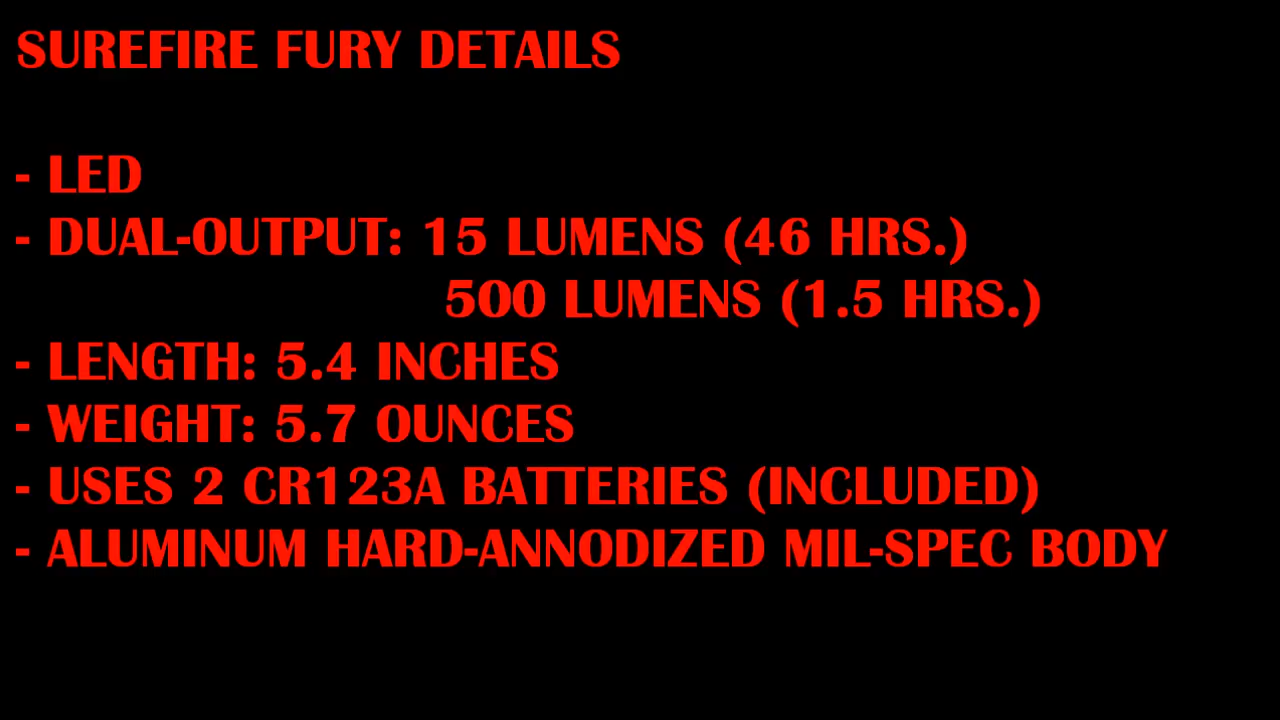 SUREFIRE FURY DETAILS
- LED
- DUAL-OUTPUT: 15 LUMENS (46 HRS.)
500 LUMENS (1.5 HRS.)
- LENGTH: 5.4 INCHES
- WEIGHT: 5.7 OUNCES
- USES 2 CR123A BATTERIES (INCLUDED)
- ALUMINUM HARD-ANNODIZED MIL-SPEC BODY